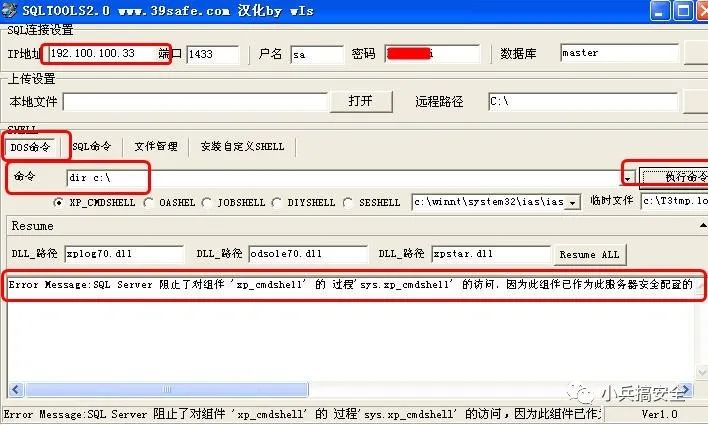 SQLTOOLS2.0 www.39safe.com 汉化by wIs
SQL连接设置
IP地址 192.100.100.33 端口 1433 户名 sa 密码 数据库 master
上传设置
本地文件 打开 远程路径 C:\
SHELL
DOS命令 SQL命令 文件管理 安装自定义SHELL
命令 dir c:\ 执行命令
XP_CMDSHELL OASHEL JOBSHELL DIYSHELL SESHELL c:\winnt\system32\ias\ias 临时文件 c:\T3tmp.lo
Resume
DLL_路径 xplog70.dll DLL_路径 odsole70.dll DLL_路径 xpstar.dll Resume ALL
Error Message:SQL Server 阻止了对组件 'xp_cmdshell' 的 过程'sys.xp_cmdshell' 的访问，因为此组件已作为此服务器安全配置的
小兵搞安全
Error Message:SQL Server 阻止了对组件 'xp_cmdshell' 的 过程'sys.xp_cmdshell' 的访问，因为此组件已作 Ver1.0